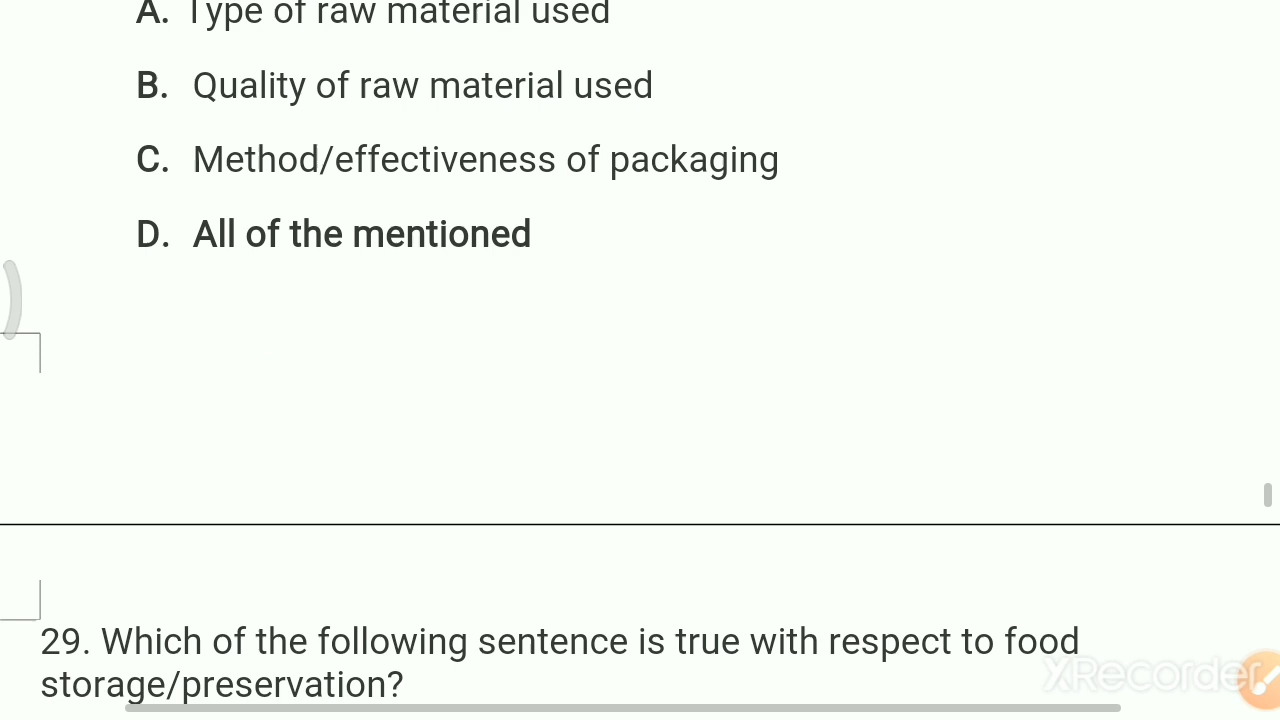 A. Type of raw material used
B. Quality of raw material used
C. Method/effectiveness of packaging
D. All of the mentioned
29. Which of the following sentence is true with respect to food
storage/preservation?
XRecorder